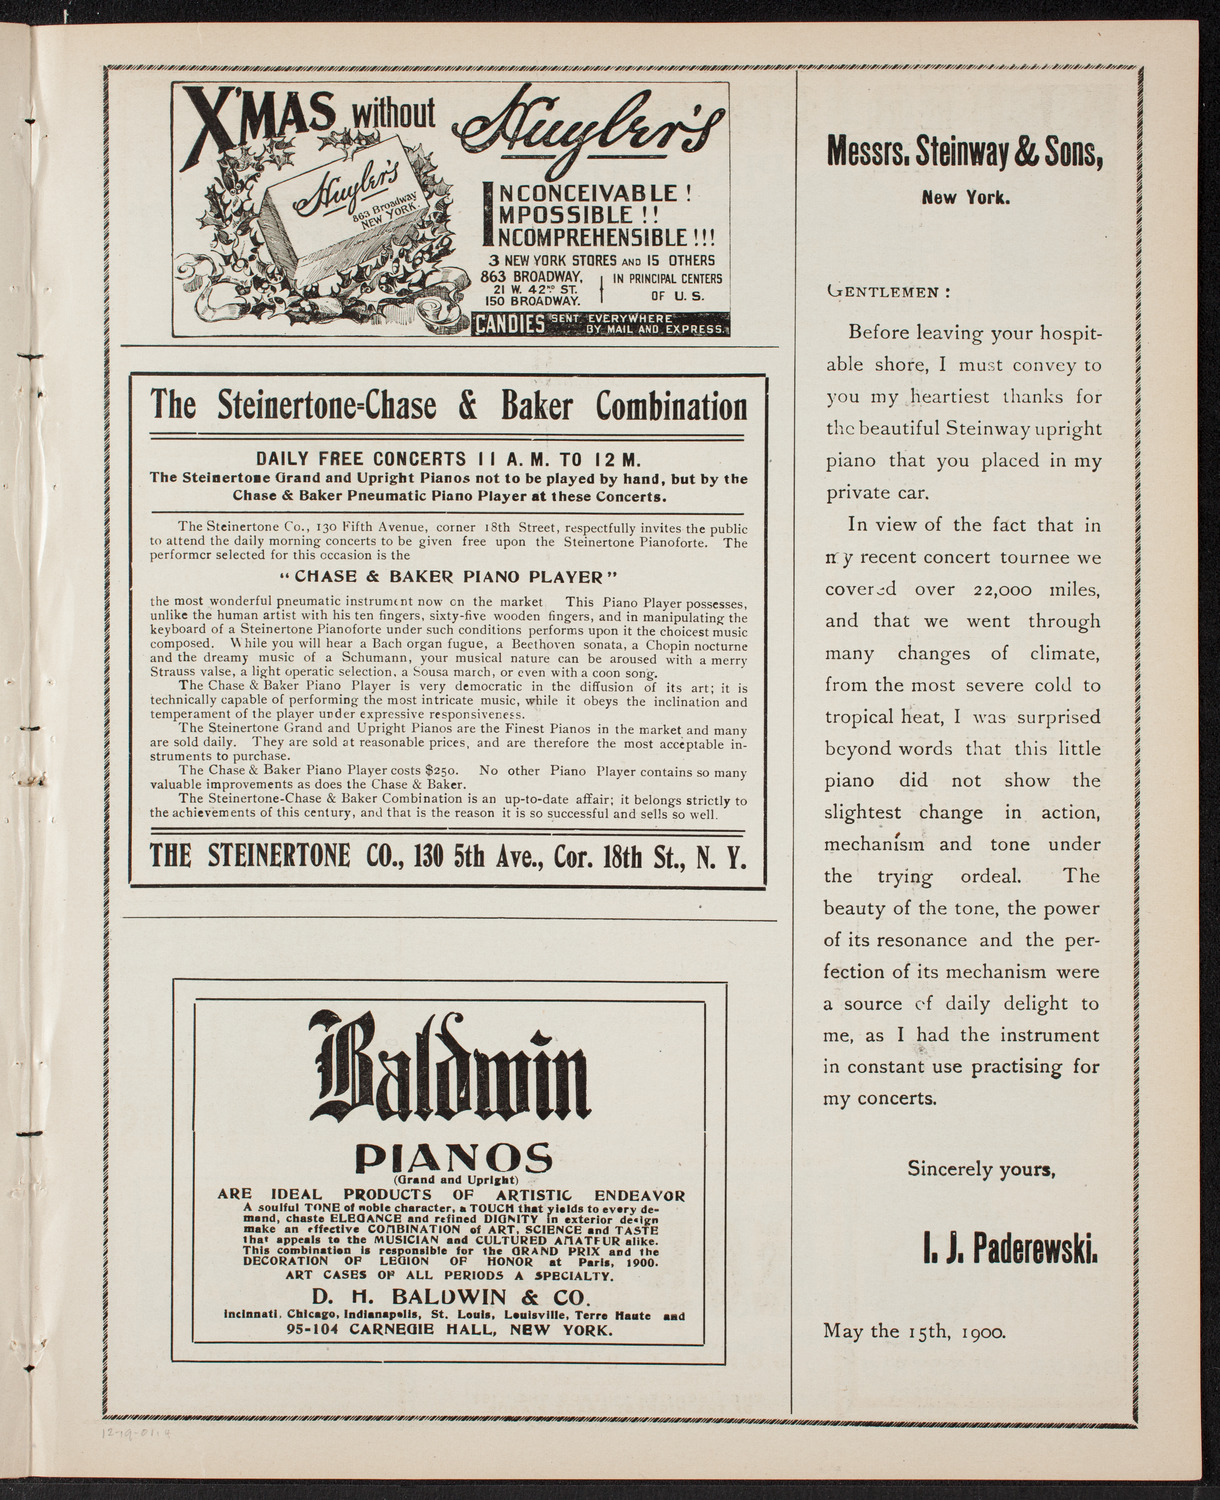 X'MAS without Huyler's
Huyler's
863 Broadway
NEW YORK.
INCONCEIVABLE!
IMPOSSIBLE!!
INCOMPREHENSIBLE!!!
3 NEW YORK STORES AND 15 OTHERS
863 BROADWAY,
21 W. 42ND ST.
150 BROADWAY.
IN PRINCIPAL CENTERS
OF U. S.
CANDIES SENT EVERYWHERE
BY MAIL AND EXPRESS.
The Steinertone=Chase & Baker Combination
DAILY FREE CONCERTS 11 A. M. TO 12 M.
The Steinertone Grand and Upright Pianos not to be played by hand, but by the
Chase & Baker Pneumatic Piano Player at these Concerts.
The Steinertone Co., 130 Fifth Avenue, corner 18th Street, respectfully invites the public
to attend the daily morning concerts to be given free upon the Steinertone Pianoforte. The
performer selected for this occasion is the
"CHASE & BAKER PIANO PLAYER"
the most wonderful pneumatic instrument now on the market This Piano Player possesses,
unlike the human artist with his ten fingers, sixty-five wooden fingers, and in manipulating the
keyboard of a Steinertone Pianoforte under such conditions performs upon it the choicest music
composed. While you will hear a Bach organ fugue, a Beethoven sonata, a Chopin nocturne
and the dreamy music of a Schumann, your musical nature can be aroused with a merry
Strauss valse, a light operatic selection, a Sousa march, or even with a coon song.
The Chase & Baker Piano Player is very democratic in the diffusion of its art; it is
technically capable of performing the most intricate music, while it obeys the inclination and
temperament of the player under expressive responsiveness.
The Steinertone Grand and Upright Pianos are the Finest Pianos in the market and many
are sold daily. They are sold at reasonable prices, and are therefore the most acceptable in-
struments to purchase.
The Chase & Baker Piano Player costs $250. No other Piano Player contains so many
valuable improvements as does the Chase & Baker.
The Steinertone-Chase & Baker Combination is an up-to-date affair; it belongs strictly to
the achievements of this century, and that is the reason it is so successful and sells so well.
THE STEINERTONE CO., 130 5th Ave., Cor. 18th St., N. Y.
Baldwin
PIANOS
(Grand and Upright)
ARE IDEAL PRODUCTS OF ARTISTIC ENDEAVOR
A soulful TONE of noble character, a TOUCH that yields to every de-
mand, chaste ELEGANCE and refined DIGNITY in exterior design
make an effective COMBINATION of ART, SCIENCE and TASTE
that appeals to the MUSICIAN and CULTURED AMATEUR alike.
This combination is responsible for the GRAND PRIX and the
DECORATION OF LEGION OF HONOR at Paris, 1900.
ART CASES OF ALL PERIODS A SPECIALTY.
D. H. BALDWIN & CO.
incinnati, Chicago, Indianapolis, St. Louis, Louisville, Terre Haute and
95-104 CARNEGIE HALL, NEW YORK.
Messrs. Steinway & Sons,
New York.
GENTLEMEN:
Before leaving your hospit-
able shore, I must convey to
you my heartiest thanks for
the beautiful Steinway upright
piano that you placed in my
private car.
In view of the fact that in
my recent concert tournee we
covered over 22,000 miles,
and that we went through
many changes of climate,
from the most severe cold to
tropical heat, I was surprised
beyond words that this little
piano did not show the
slightest change in action,
mechanism and tone under
the trying ordeal. The
beauty of the tone, the power
of its resonance and the per-
fection of its mechanism were
a source of daily delight to
me, as I had the instrument
in constant use practising for
my concerts.
Sincerely yours,
I. J. Paderewski.
May the 15th, 1900.
12-19-01.4